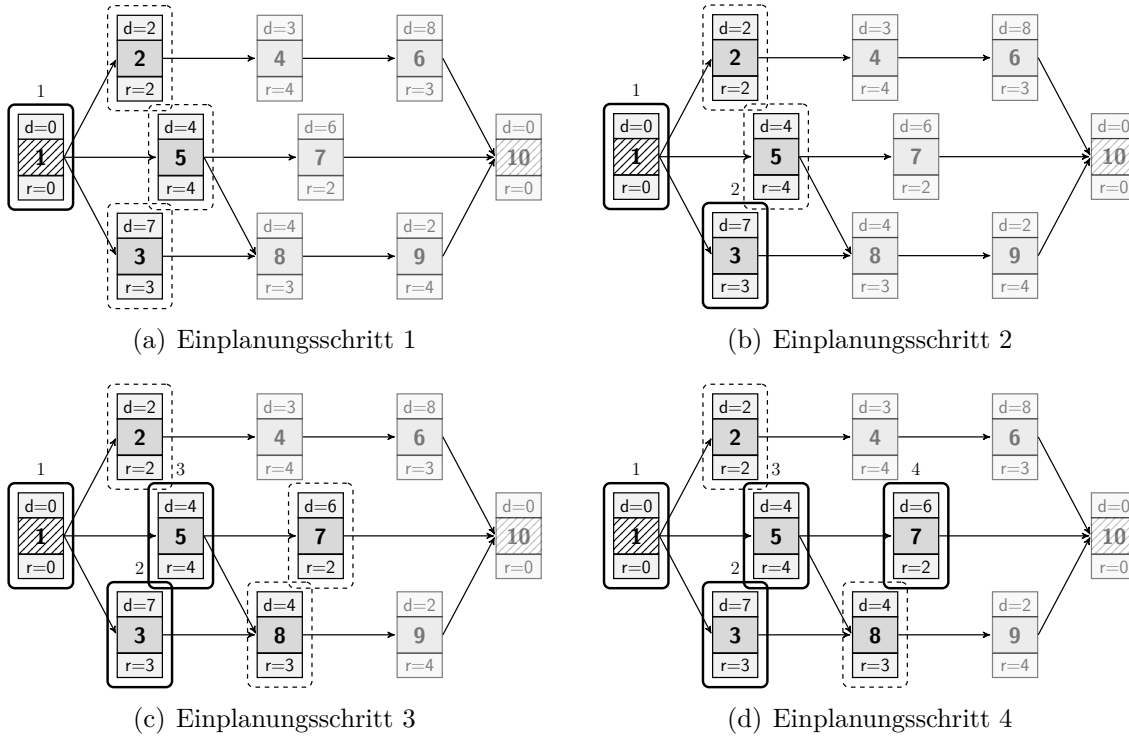 d=2 d=3 d=8
2 4 6
r=2 r=4 r=3
1
d=0 d=4 d=6 d=0
1 5 7 10
r=0 r=4 r=2 r=0
d=7 d=4 d=2
3 8 9
r=3 r=3 r=4
(a) Einplanungsschritt 1
d=2 d=3 d=8
2 4 6
r=2 r=4 r=3
1
d=0 d=4 d=6 d=0
1 5 7 10
r=0 r=4 r=2 r=0
2
d=7 d=4 d=2
3 8 9
r=3 r=3 r=4
(b) Einplanungsschritt 2
d=2 d=3 d=8
2 4 6
r=2 r=4 r=3
1 3
d=0 d=4 d=6 d=0
1 5 7 10
r=0 r=4 r=2 r=0
2
d=7 d=4 d=2
3 8 9
r=3 r=3 r=4
(c) Einplanungsschritt 3
d=2 d=3 d=8
2 4 6
r=2 r=4 r=3
1 3 4
d=0 d=4 d=6 d=0
1 5 7 10
r=0 r=4 r=2 r=0
2
d=7 d=4 d=2
3 8 9
r=3 r=3 r=4
(d) Einplanungsschritt 4